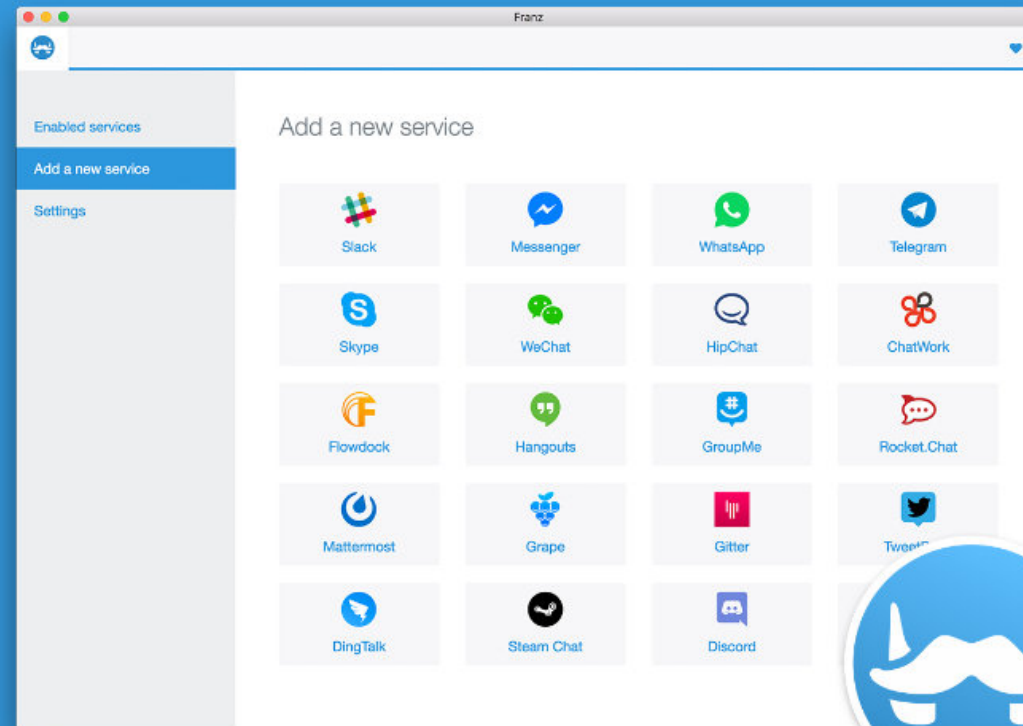 Franz
Enabled services
Add a new service
Settings
Add a new service
Slack
Messenger
WhatsApp
Telegram
Skype
WeChat
HipChat
ChatWork
Flowdock
Hangouts
GroupMe
Rocket.Chat
Mattermost
Grape
Gitter
DingTalk
Steam Chat
Discord